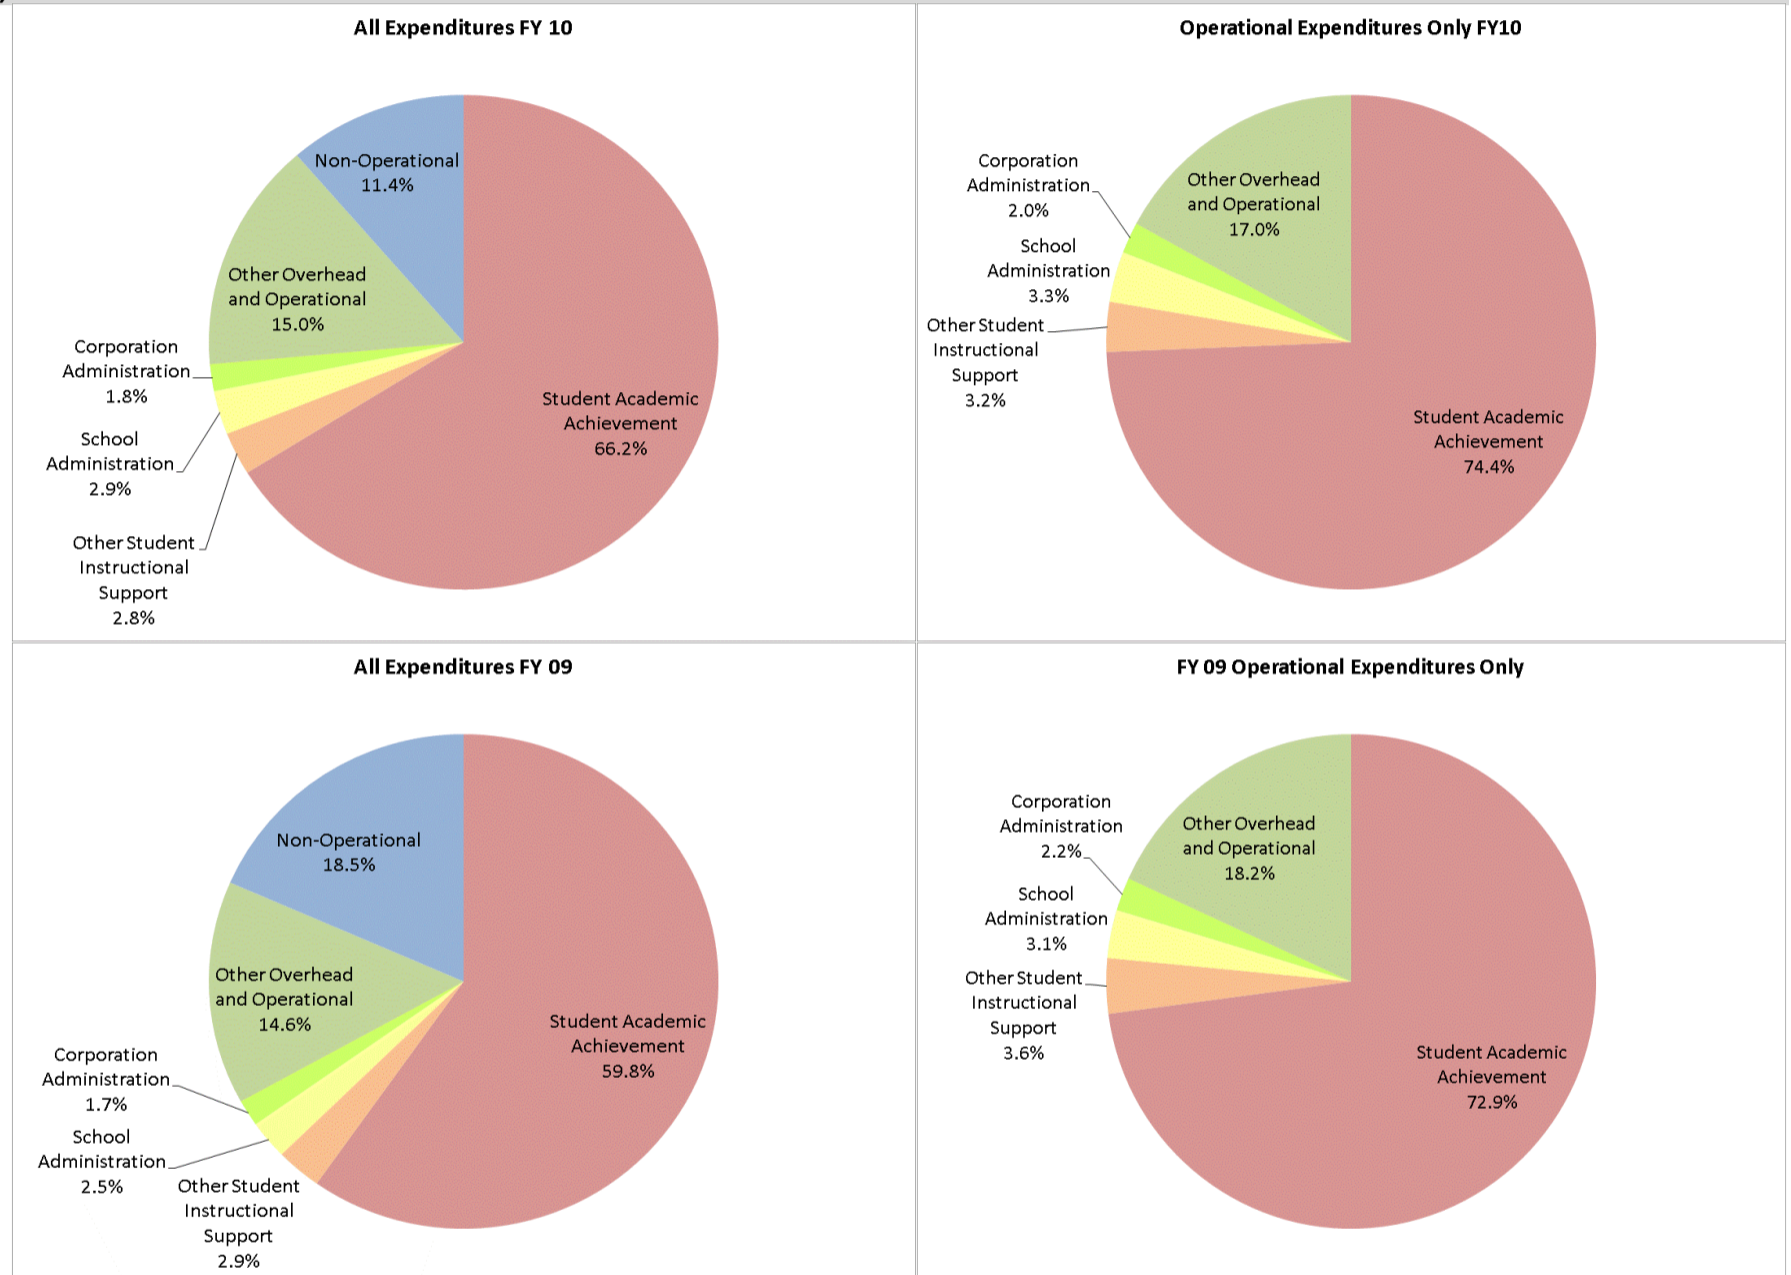 All Expenditures FY 10
Non-Operational
11.4%
Other Overhead
and Operational
15.0%
Corporation
Administration
1.8%
School
Administration
2.9%
Other Student
Instructional
Support
2.8%
Student Academic
Achievement
66.2%
Operational Expenditures Only FY10
Corporation
Administration
2.0%
Other Overhead
and Operational
17.0%
School
Administration
3.3%
Other Student
Instructional
Support
3.2%
Student Academic
Achievement
74.4%
All Expenditures FY 09
Non-Operational
18.5%
Other Overhead
and Operational
14.6%
Corporation
Administration
1.7%
School
Administration
2.5%
Other Student
Instructional
Support
2.9%
Student Academic
Achievement
59.8%
FY 09 Operational Expenditures Only
Corporation
Administration
2.2%
Other Overhead
and Operational
18.2%
School
Administration
3.1%
Other Student
Instructional
Support
3.6%
Student Academic
Achievement
72.9%